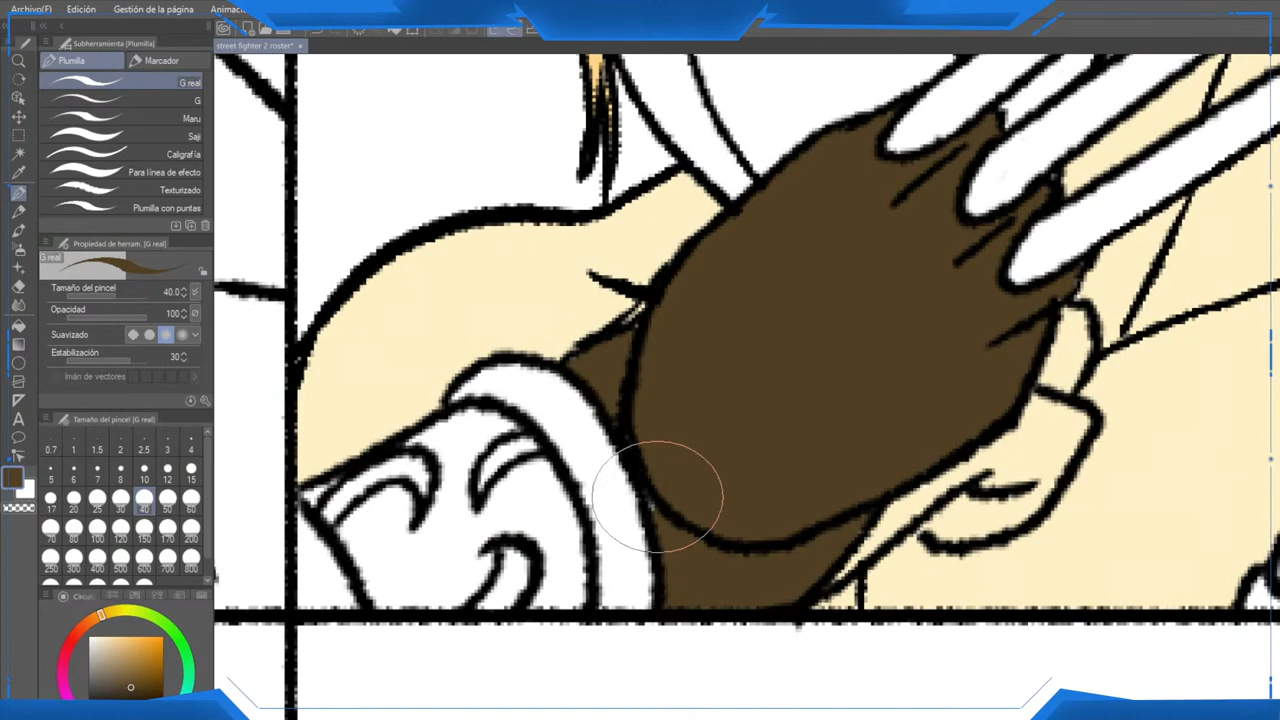 Archivo(F) Edición Gestión de la página Animació
Subherramienta [Plumilla]
street fighter 2 roster*
Plumilla Marcador
G real
G
Maru
Saji
Caligrafía
Para línea de efecto
Texturizado
Plumilla con puntas
Propiedad de herram. [G real]
G real
Tamaño del pincel 40.0
Opacidad 100
Suavizado
Estabilización 30
Imán de vectores
Tamaño del pincel [G real]
0.7 1 1.5 2 2.5 3 4
5 6 7 8 10 12 15
17 20 25 30 40 50 60
70 80 100 120 150 170 200
250 300 400 500 600 700 800
Círcul